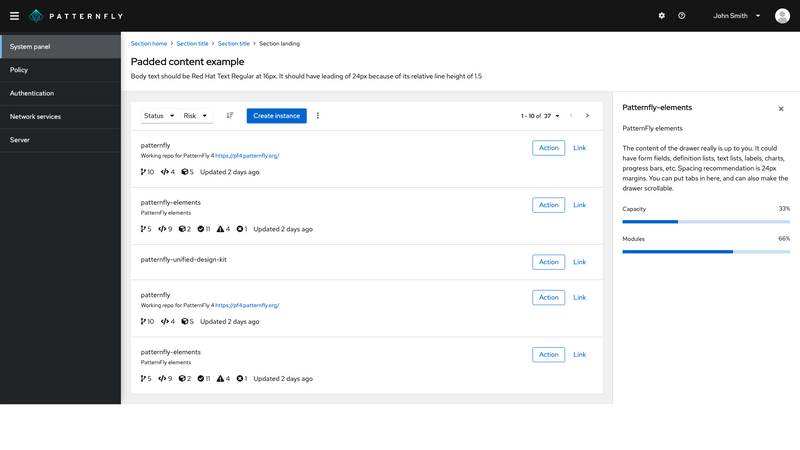 PATTERNFLY
John Smith
System panel
Policy
Authentication
Network services
Server
Section home > Section title > Section title > Section landing
Padded content example
Body text should be Red Hat Text Regular at 16px. It should have leading of 24px because of its relative line height of 1.5
Status Risk Create instance 1 - 10 of 37
patternfly Action Link
Working repo for PatternFly 4 https://pf4.patternfly.org/
10 4 5 Updated 2 days ago
patternfly-elements Action Link
PatternFly elements
5 9 2 11 4 1 Updated 2 days ago
patternfly-unified-design-kit Action Link
patternfly Action Link
Working repo for PatternFly 4 https://pf4.patternfly.org/
10 4 5 Updated 2 days ago
patternfly-elements Action Link
PatternFly elements
5 9 2 11 4 1 Updated 2 days ago
Patternfly-elements
PatternFly elements
The content of the drawer really is up to you. It could
have form fields, definition lists, text lists, labels, charts,
progress bars, etc. Spacing recommendation is 24px
margins. You can put tabs in here, and can also make the
drawer scrollable.
Capacity 33%
Modules 66%